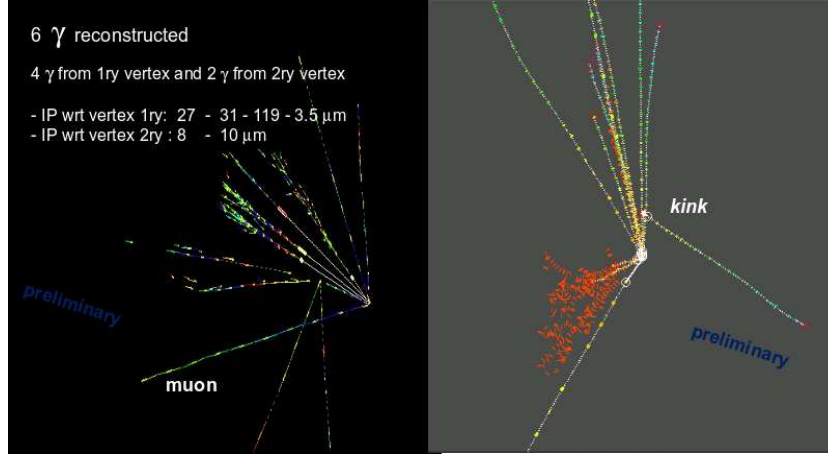 6 γ reconstructed
4 γ from 1ry vertex and 2 γ from 2ry vertex
- IP wrt vertex 1ry: 27 - 31 - 119 - 3.5 μm
- IP wrt vertex 2ry : 8 - 10 μm
preliminary
muon
kink
preliminary